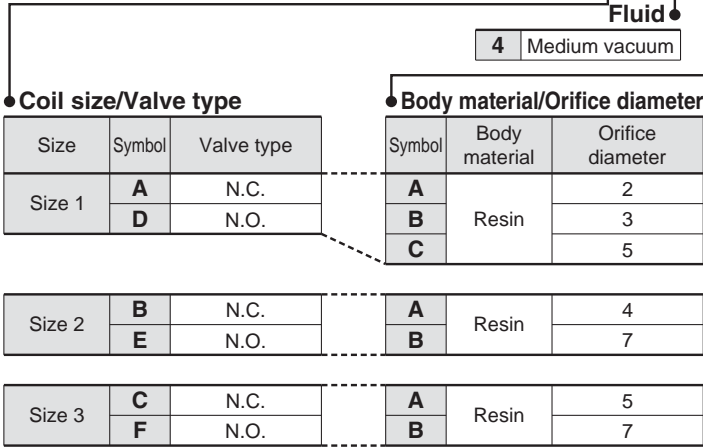 Fluid
4 Medium vacuum
Coil size/Valve type
Size Symbol Valve type
Size 1 A N.C.
D N.O.
Size 2 B N.C.
E N.O.
Size 3 C N.C.
F N.O.
Body material/Orifice diameter
Symbol Body material Orifice diameter
A Resin 2
B 3
C 5
A Resin 4
B 7
A Resin 5
B 7